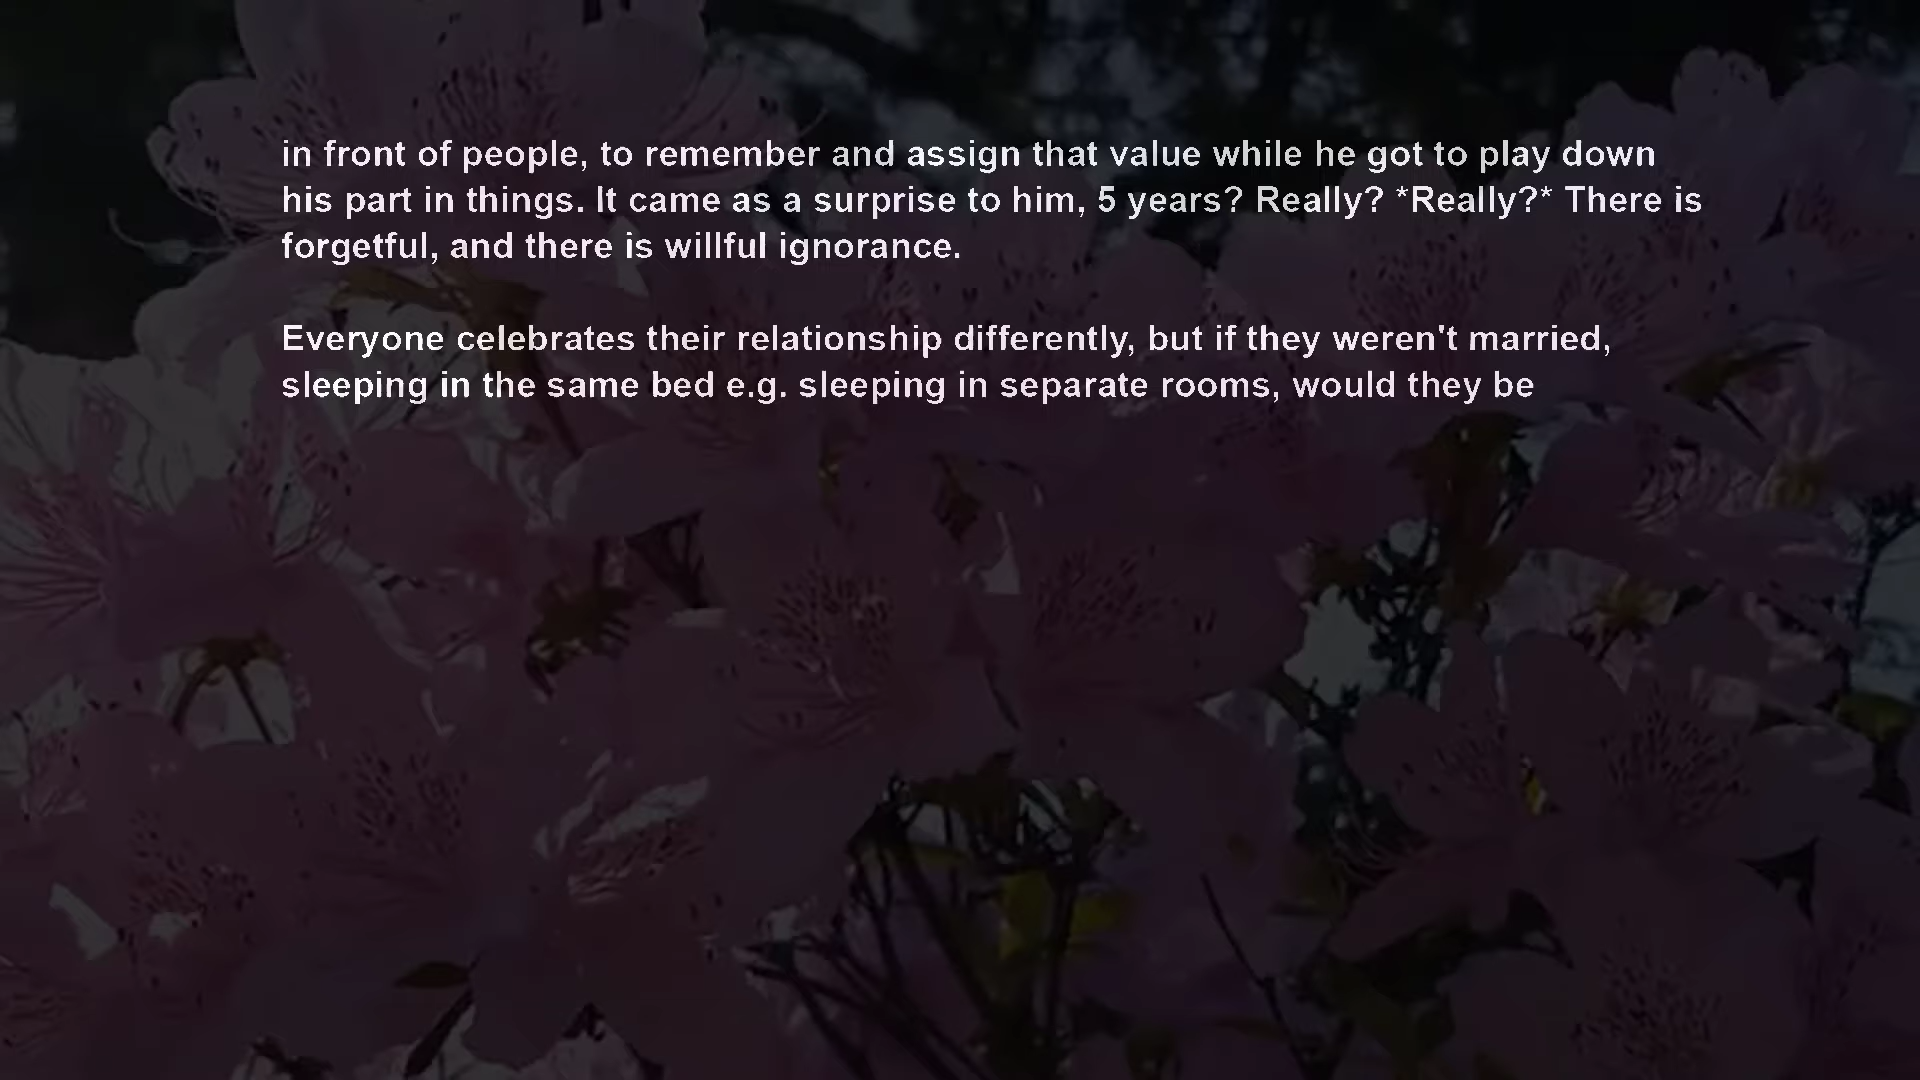 in front of people, to remember and assign that value while he got to play down
his part in things. It came as a surprise to him, 5 years? Really? *Really?* There is
forgetful, and there is willful ignorance.
Everyone celebrates their relationship differently, but if they weren't married,
sleeping in the same bed e.g. sleeping in separate rooms, would they be